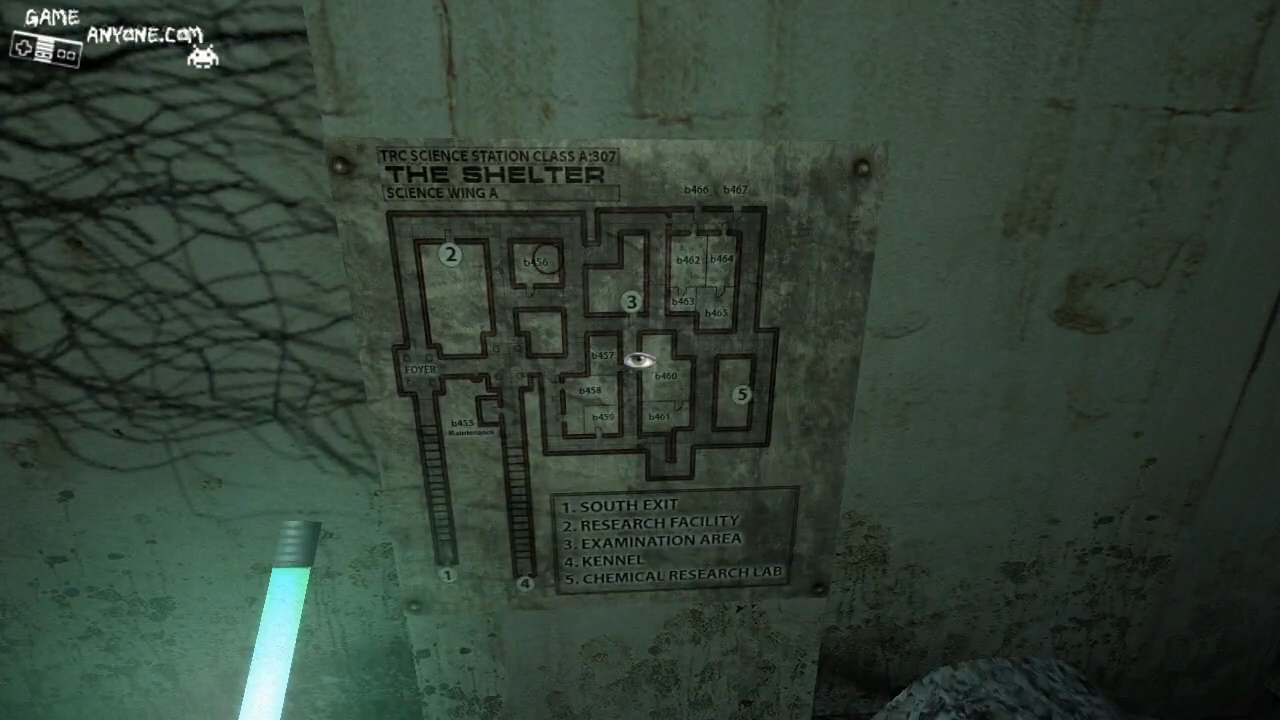 GAME
ANYONE.COM
TRC SCIENCE STATION CLASS A:307
THE SHELTER
SCIENCE WING A
b466 b467
2
b456
b462 b464
3
b463
b465
b457
FOYER
b460
b458
5
b455
Maintenance
b459
b461
1. SOUTH EXIT
2. RESEARCH FACILITY
3. EXAMINATION AREA
4. KENNEL
5. CHEMICAL RESEARCH LAB
1
4